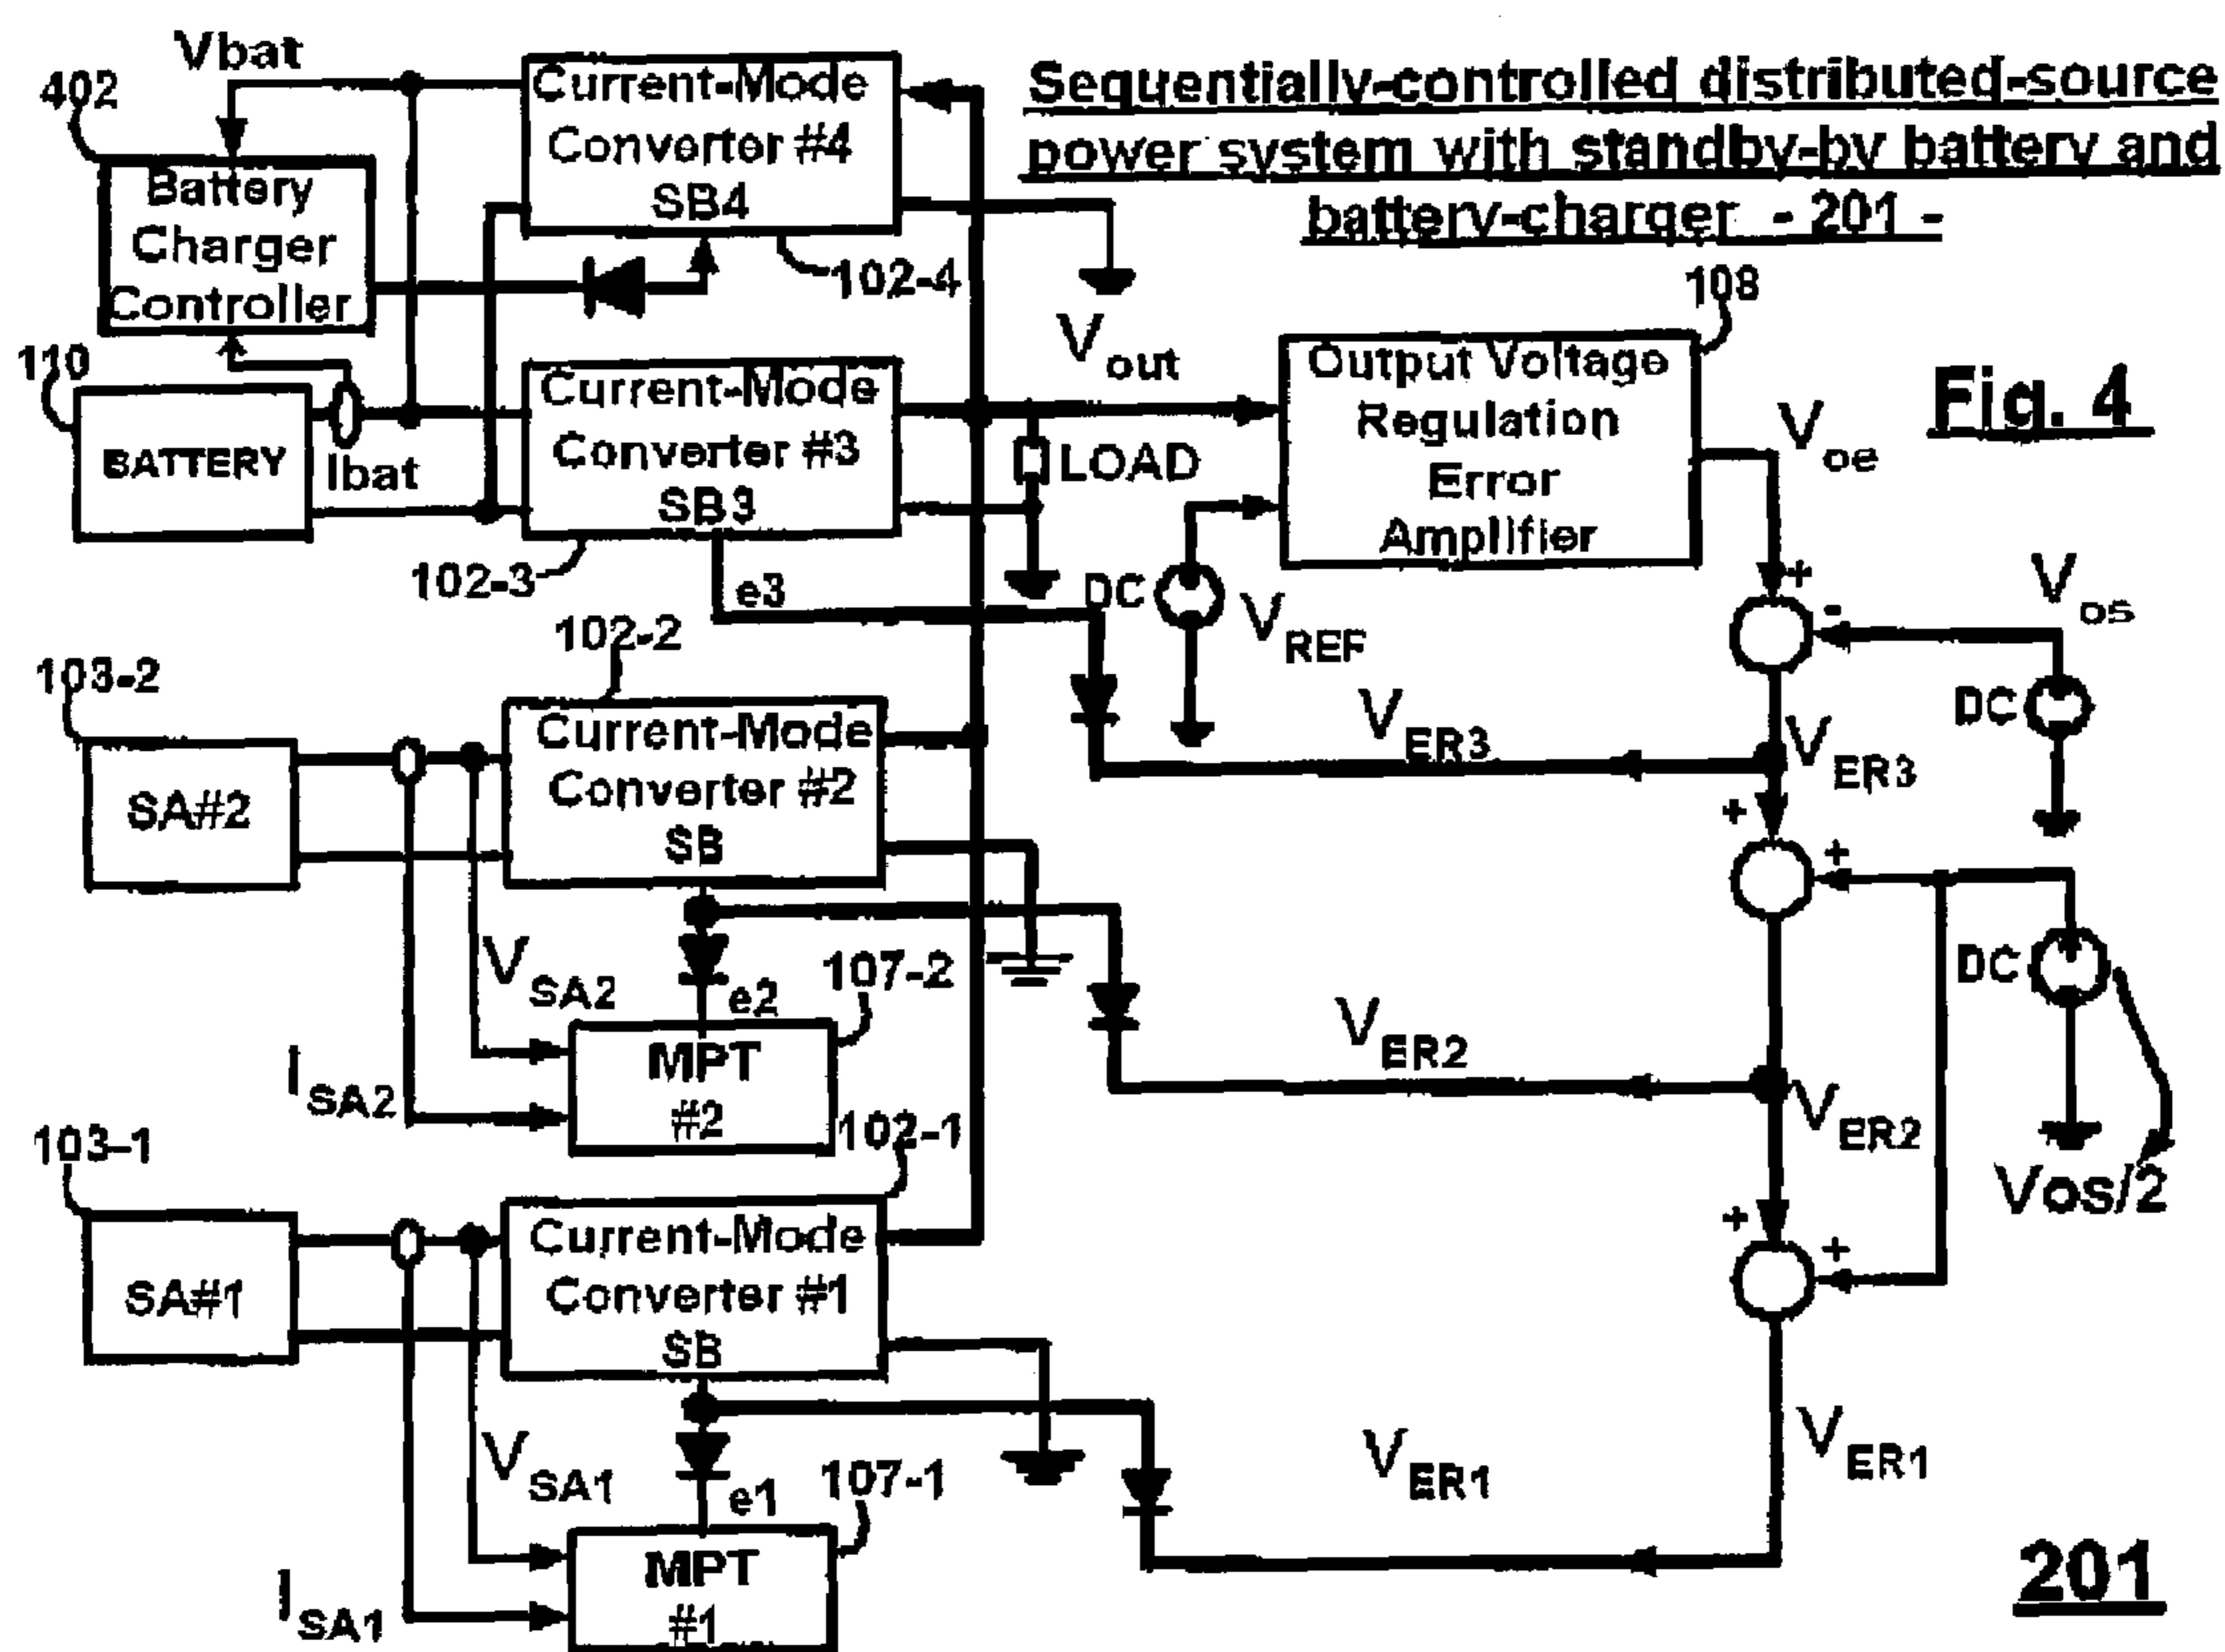 Sequentially-controlled distributed-source
power system with standby-by battery and
battery-charger - 201 -
Fig. 4
Vbat
402
Current-Mode
Converter #4
SB4
Battery
Charger
Controller
102-4
108
Vout
Output Voltage
Regulation
Error
Amplifier
Voe
110
BATTERY
Ibat
Current-Mode
Converter #3
SB3
LOAD
102-3
e3
DC
VREF
+
-
Vos
DC
102-2
103-2
SA#2
Current-Mode
Converter #2
SB
VER3
VER3
+
+
DC
VSA2
e2
107-2
ISA2
MPT
#2
VER2
VER2
Vos/2
102-1
103-1
SA#1
Current-Mode
Converter #1
SB
+
+
VSA1
e1
107-1
ISA1
MPT
#1
VER1
VER1
201